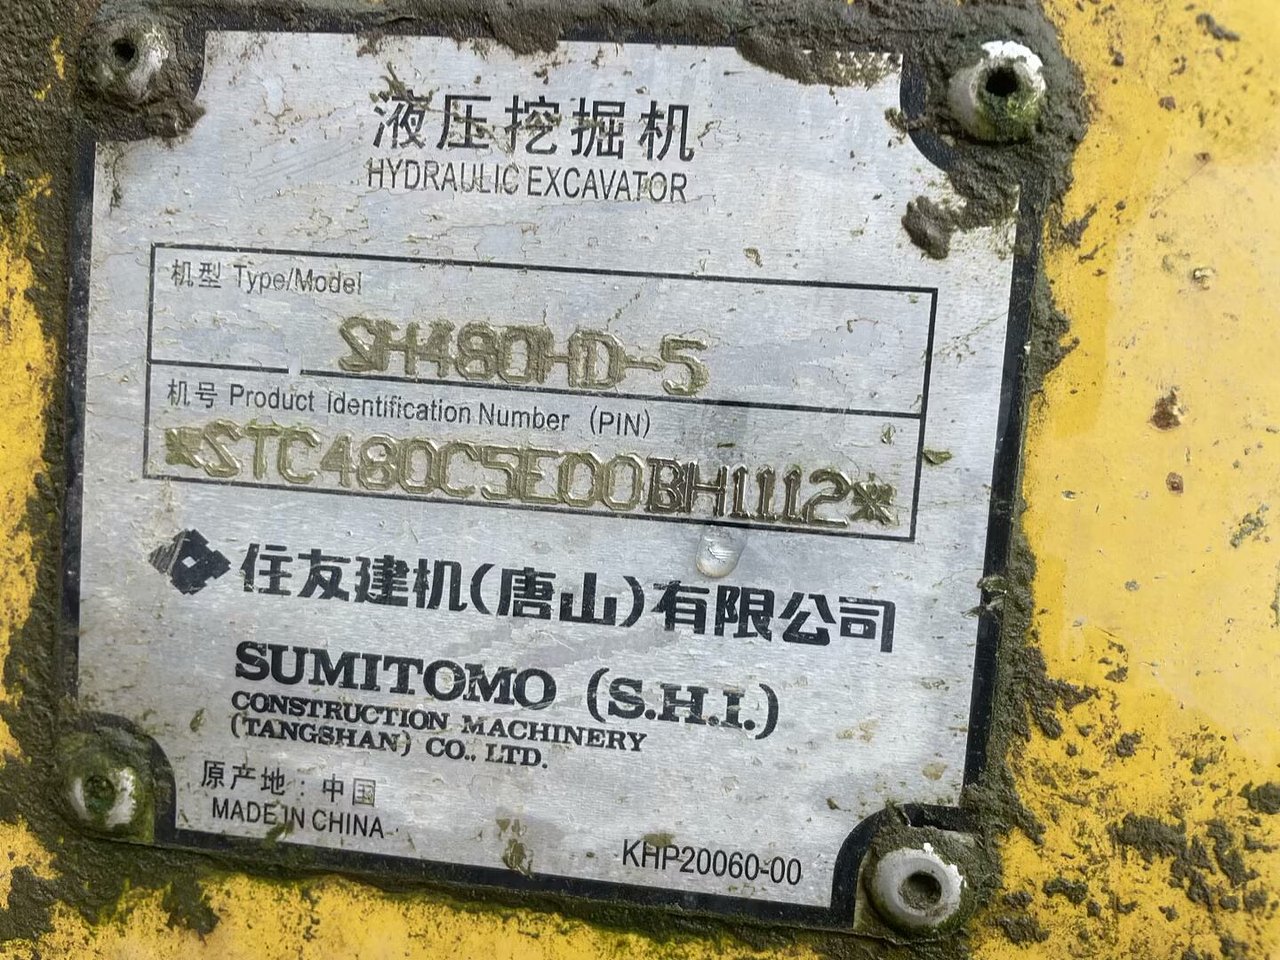 液压挖掘机
HYDRAULIC EXCAVATOR
机型 Type/Model
SH480HD-5
机号 Product Identification Number (PIN)
*STC480C5E00BH1112*
住友建机(唐山)有限公司
SUMITOMO (S.H.I.)
CONSTRUCTION MACHINERY
(TANGSHAN) CO., LTD.
原产地：中国
MADE IN CHINA
KHP20060-00